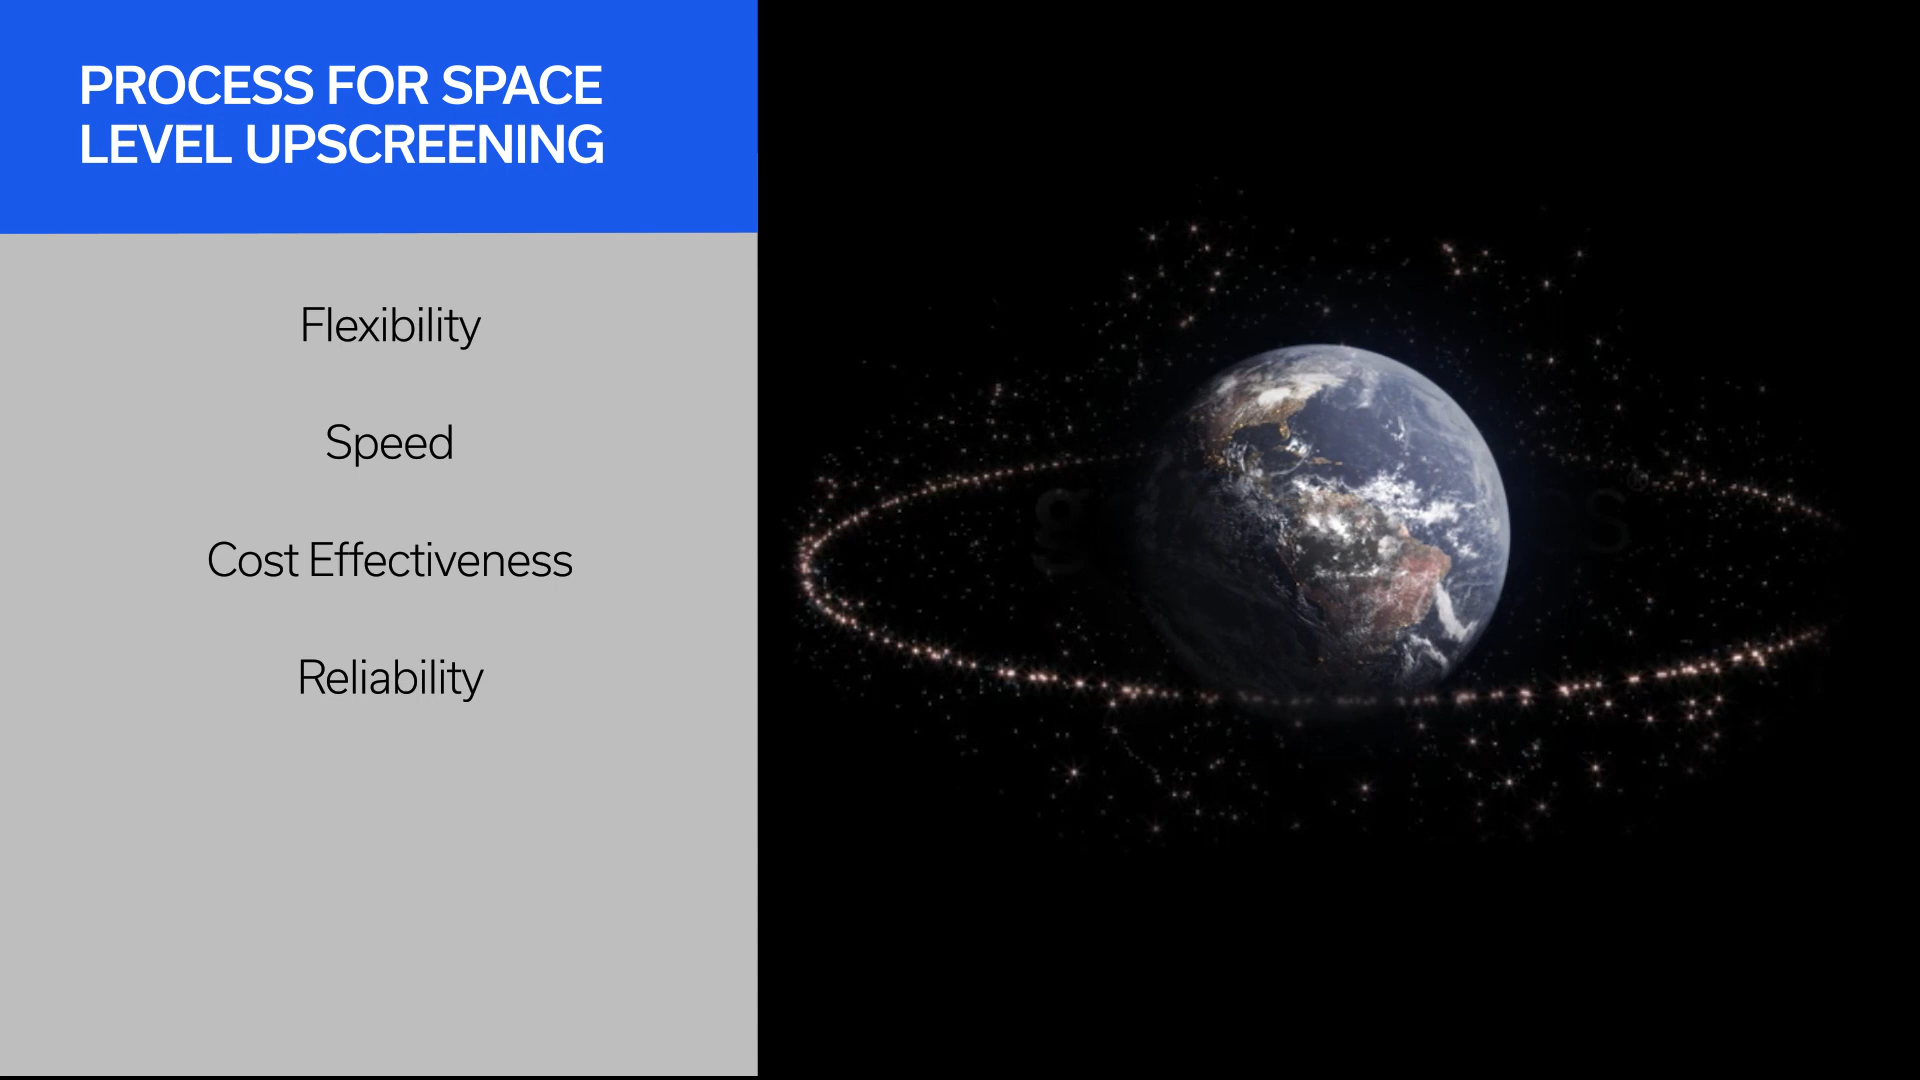 PROCESS FOR SPACE
LEVEL UPSCREENING
Flexibility
Speed
Cost Effectiveness
Reliability